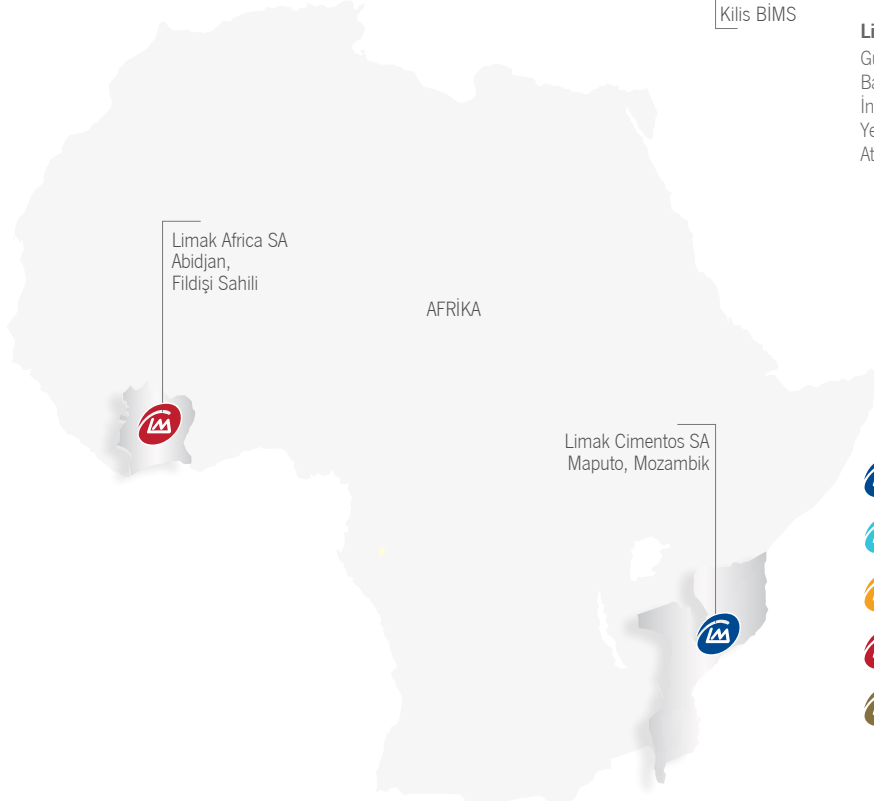 Kilis BİMS
Limak Africa SA
Abidjan,
Fildişi Sahili
AFRİKA
Limak Cimentos SA
Maputo, Mozambik